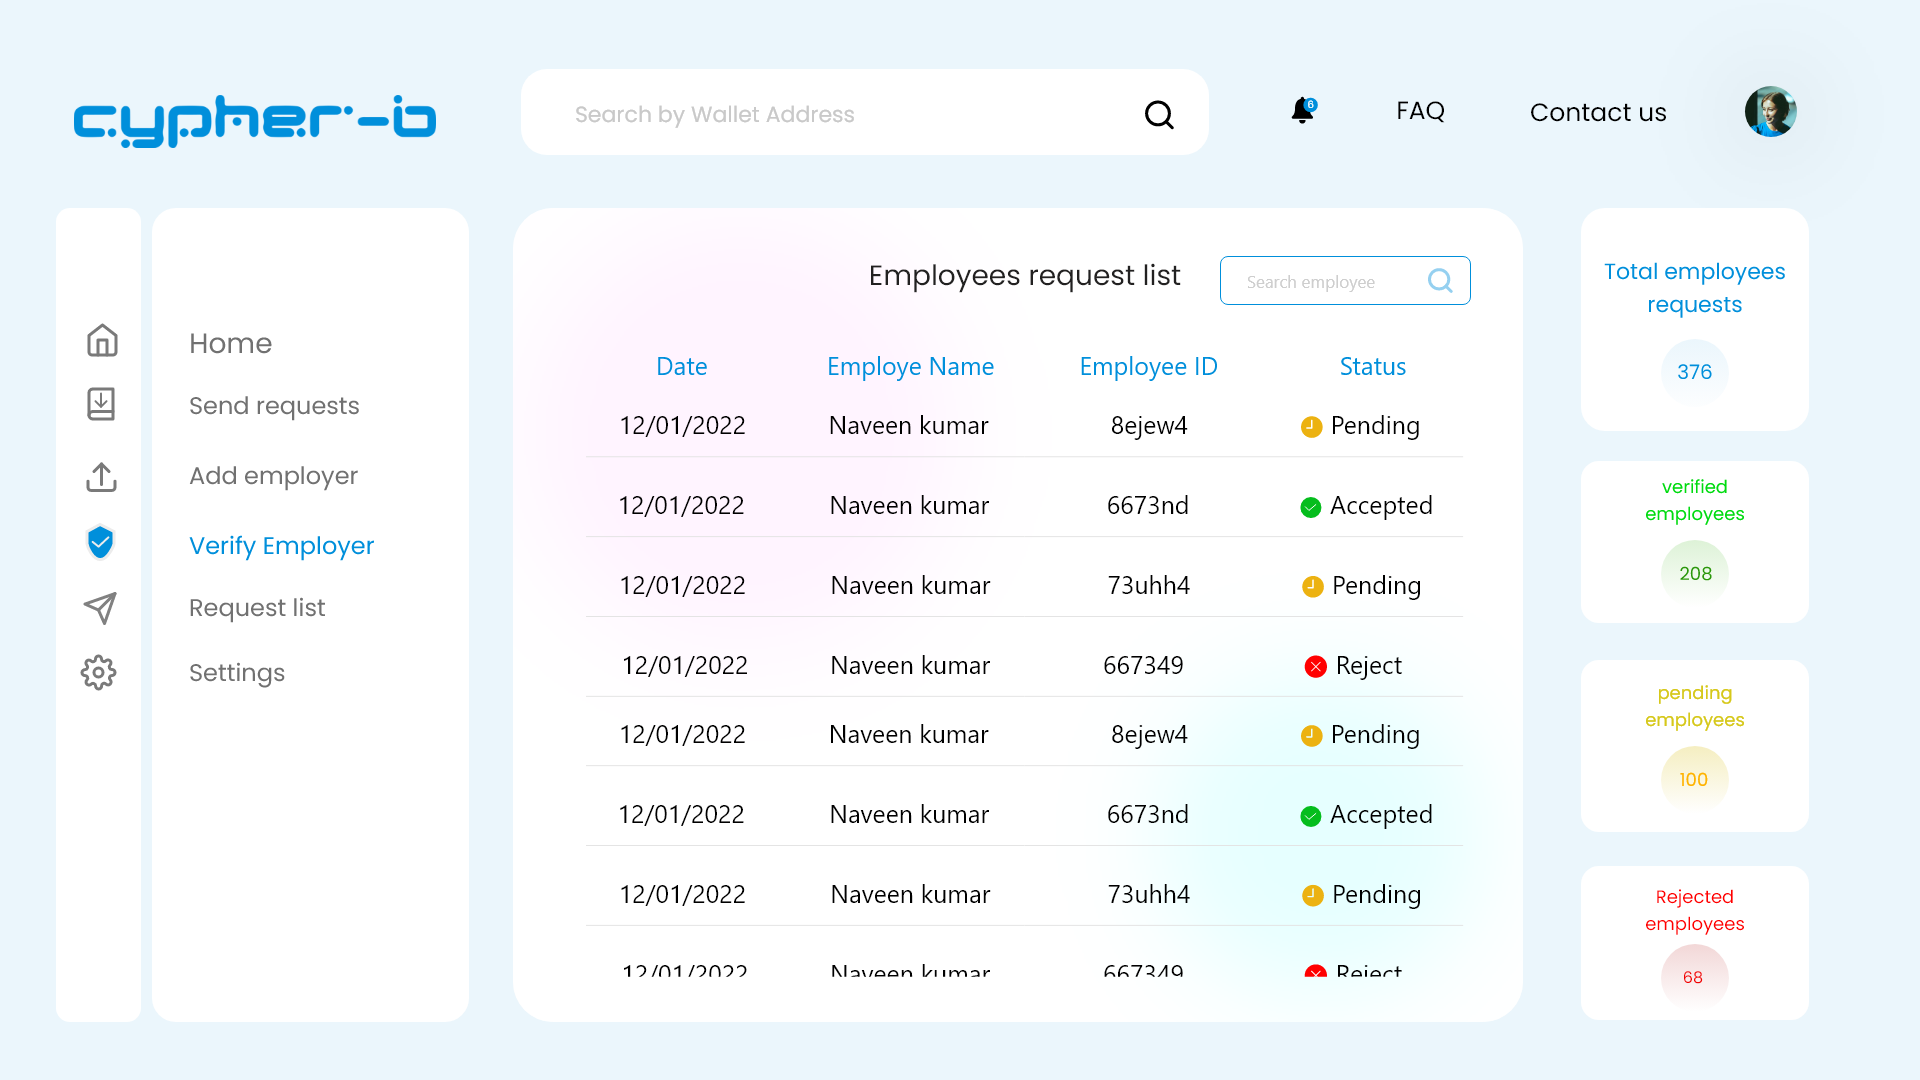 cypher-b
Search by Wallet Address
6
FAQ
Contact us
Home
Send requests
Add employer
Verify Employer
Request list
Settings
Employees request list
Search employee
Date Employe Name Employee ID Status
12/01/2022 Naveen kumar 8ejew4 Pending
12/01/2022 Naveen kumar 6673nd Accepted
12/01/2022 Naveen kumar 73uhh4 Pending
12/01/2022 Naveen kumar 667349 Reject
12/01/2022 Naveen kumar 8ejew4 Pending
12/01/2022 Naveen kumar 6673nd Accepted
12/01/2022 Naveen kumar 73uhh4 Pending
12/01/2022 Naveen kumar 667349 Reject
Total employees
requests
376
verified
employees
208
pending
employees
100
Rejected
employees
68